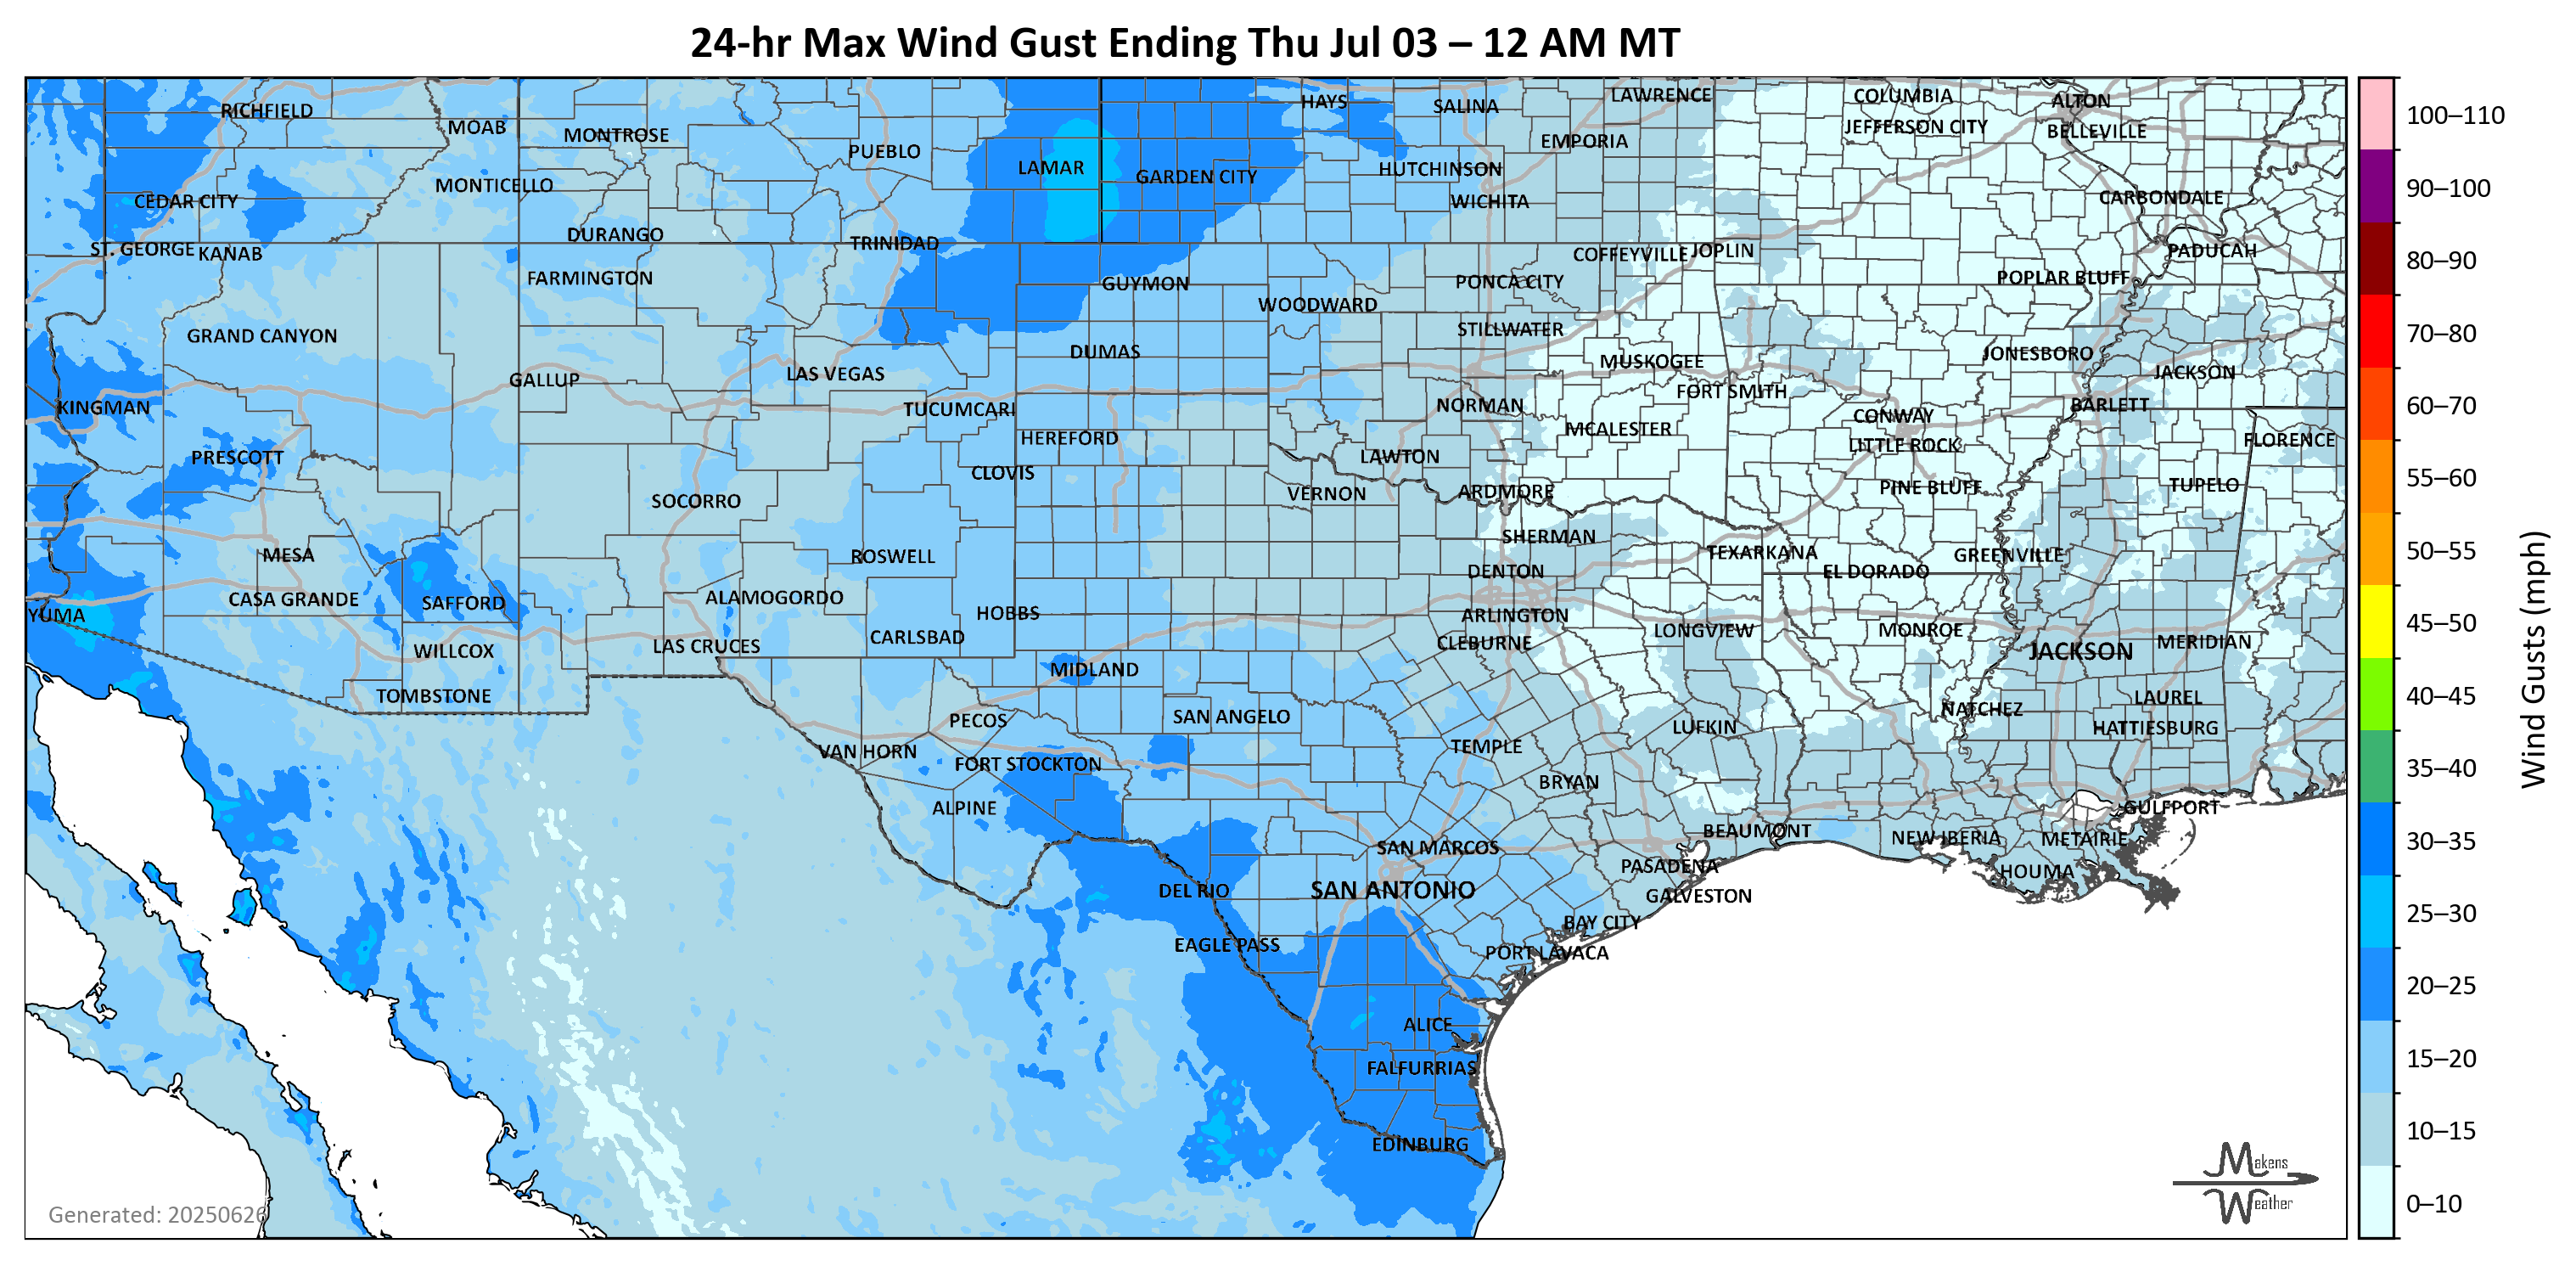 24-hr Max Wind Gust Ending Thu Jul 03 – 12 AM MT
RICHFIELD
MOAB
MONTROSE
PUEBLO
LAMAR
GARDEN CITY
HAYS
SALINA
HUTCHINSON
WICHITA
EMPORIA
LAWRENCE
COLUMBIA
JEFFERSON CITY
ALTON
BELLEVILLE
CARBONDALE
PADUCAH
MONTICELLO
CEDAR CITY
ST. GEORGE
KANAB
DURANGO
TRINIDAD
FARMINGTON
GUYMON
WOODWARD
PONCA CITY
COFFEYVILLE
JOPLIN
POPLAR BLUFF
GRAND CANYON
STILLWATER
DUMAS
MUSKOGEE
JONESBORO
JACKSON
GALLUP
LAS VEGAS
FORT SMITH
KINGMAN
TUCUMCARI
NORMAN
CONWAY
BARLETT
HEREFORD
MCALESTER
LITTLE ROCK
FLORENCE
PRESCOTT
CLOVIS
LAWTON
SOCORRO
VERNON
ARDMORE
PINE BLUFF
TUPELO
MESA
ROSWELL
SHERMAN
TEXARKANA
GREENVILLE
DENTON
EL DORADO
CASA GRANDE
SAFFORD
ALAMOGORDO
HOBBS
ARLINGTON
YUMA
CARLSBAD
CLEBURNE
LONGVIEW
MONROE
JACKSON
MERIDIAN
WILLCOX
LAS CRUCES
MIDLAND
TOMBSTONE
LAUREL
NATCHEZ
PECOS
SAN ANGELO
LUFKIN
HATTIESBURG
VAN HORN
FORT STOCKTON
TEMPLE
BRYAN
ALPINE
GULFPORT
BEAUMONT
NEW IBERIA
METAIRIE
SAN MARCOS
PASADENA
HOUMA
DEL RIO
SAN ANTONIO
GALVESTON
BAY CITY
EAGLE PASS
PORT LAVACA
ALICE
FALFURRIAS
EDINBURG
Generated: 20250626
Makens
Weather
100–110
90–100
80–90
70–80
60–70
55–60
50–55
45–50
40–45
35–40
30–35
25–30
20–25
15–20
10–15
0–10
Wind Gusts (mph)